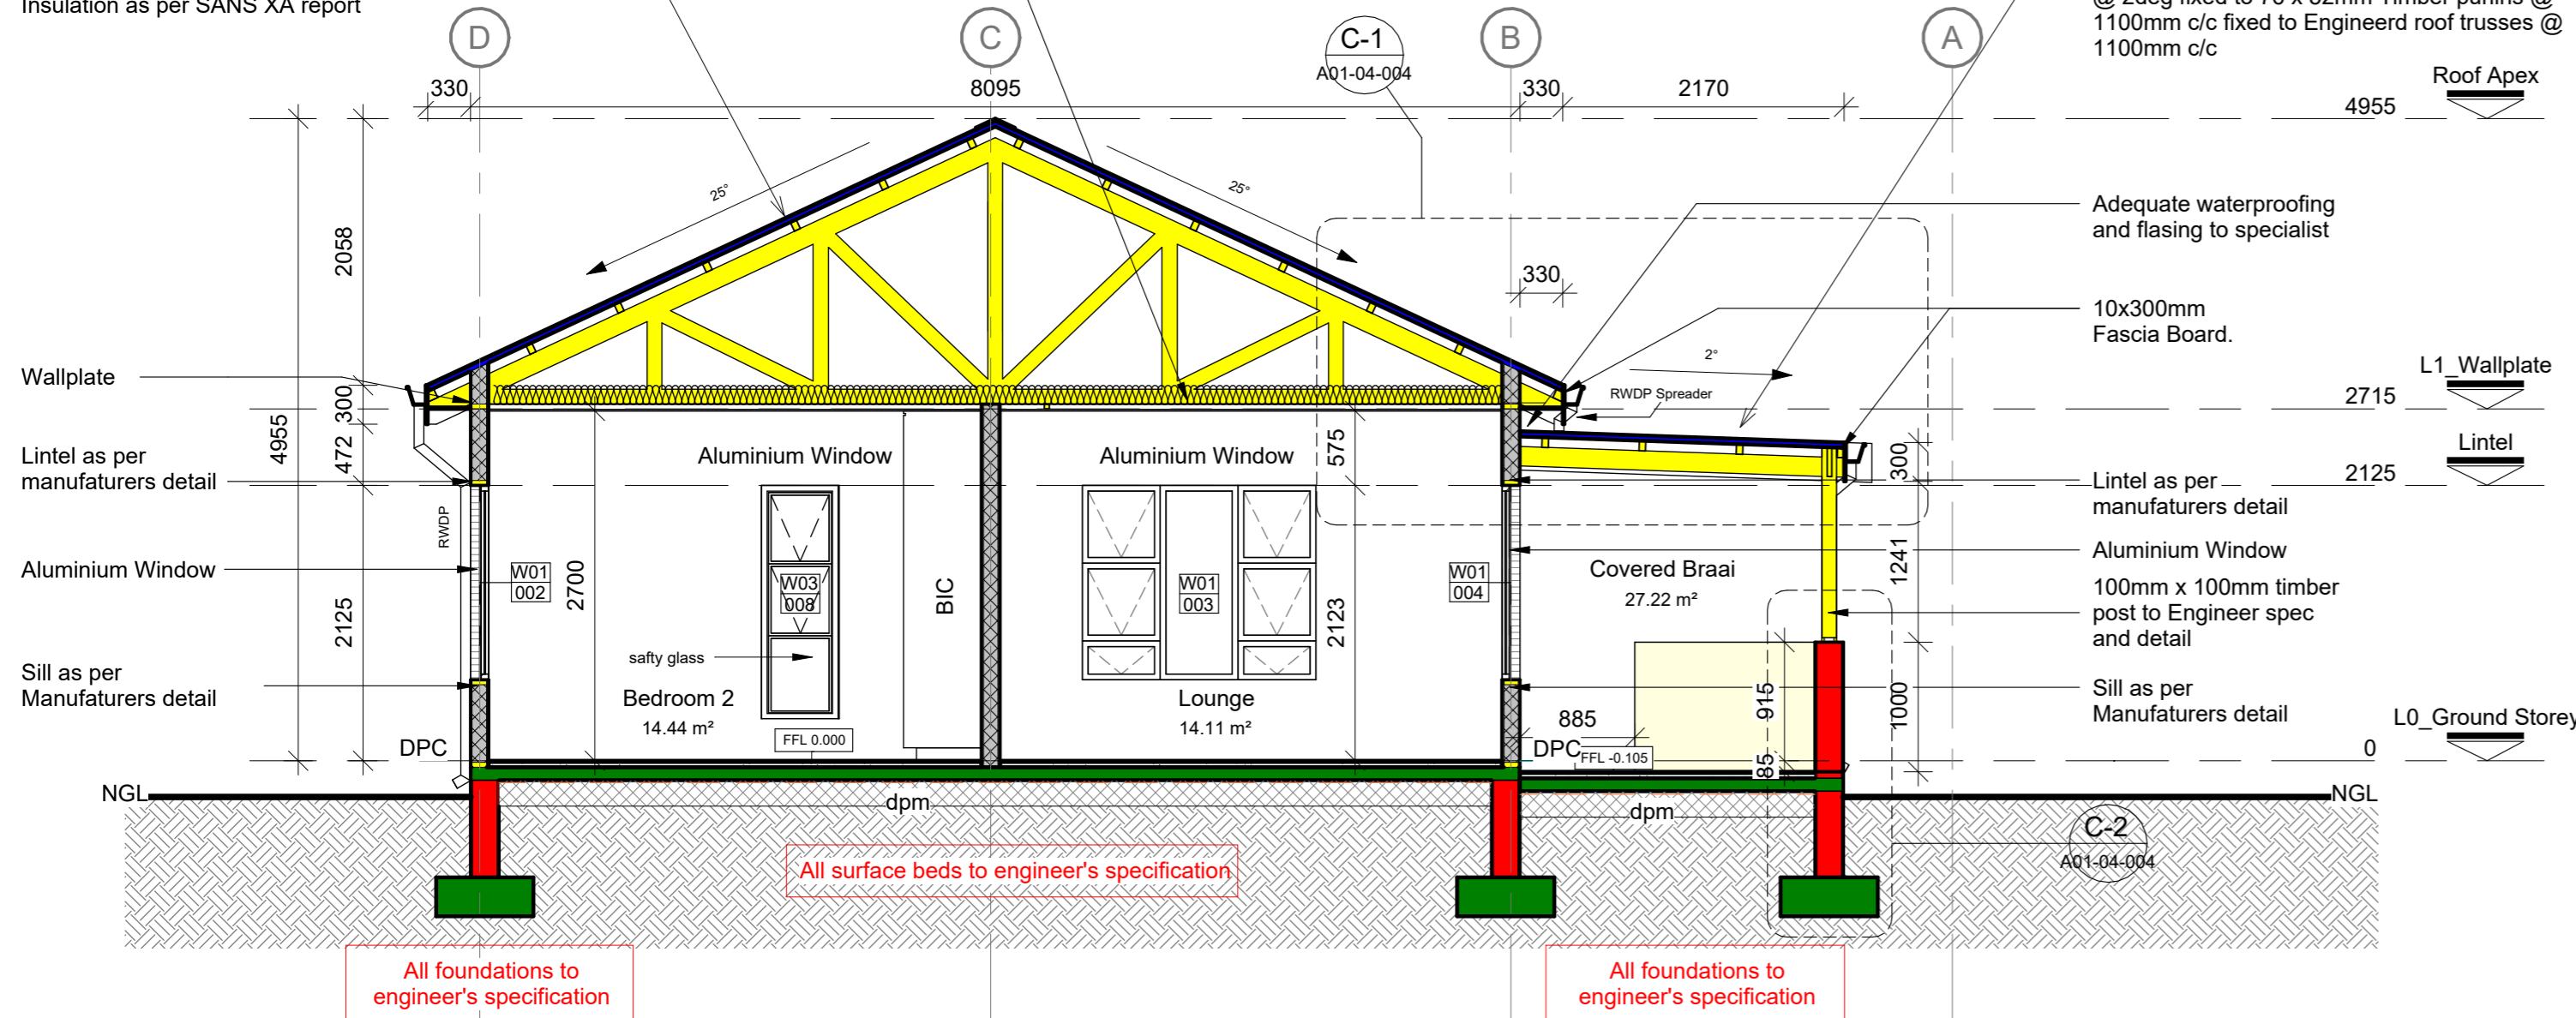 Insulation as per SANS XA report
@ 2deg fixed to 76 x 52mm Timber purlins @
1100mm c/c fixed to Engineerd roof trusses @
1100mm c/c
D
C
C-1
A01-04-004
B
A
330
8095
330
2170
Roof Apex
4955
25°
25°
2058
Adequate waterproofing
and flasing to specialist
330
10x300mm
Fascia Board.
2°
RWDP Spreader
L1_Wallplate
2715
Wallplate
300
4955
472
Lintel as per
manufaturers detail
Aluminium Window
Aluminium Window
575
300
Lintel
2125
Lintel as per
manufaturers detail
RWDP
Aluminium Window
W01
002
2700
W03
008
BIC
W01
003
2123
W01
004
Covered Braai
27.22 m²
1241
Aluminium Window
100mm x 100mm timber
post to Engineer spec
and detail
2125
safty glass
Sill as per
Manufaturers detail
Bedroom 2
14.44 m²
FFL 0.000
Lounge
14.11 m²
885
915
1000
85
Sill as per
Manufaturers detail
L0_Ground Storey
0
DPC
DPC
FFL -0.105
NGL
dpm
dpm
NGL
C-2
A01-04-004
All surface beds to engineer's specification
All foundations to
engineer's specification
All foundations to
engineer's specification